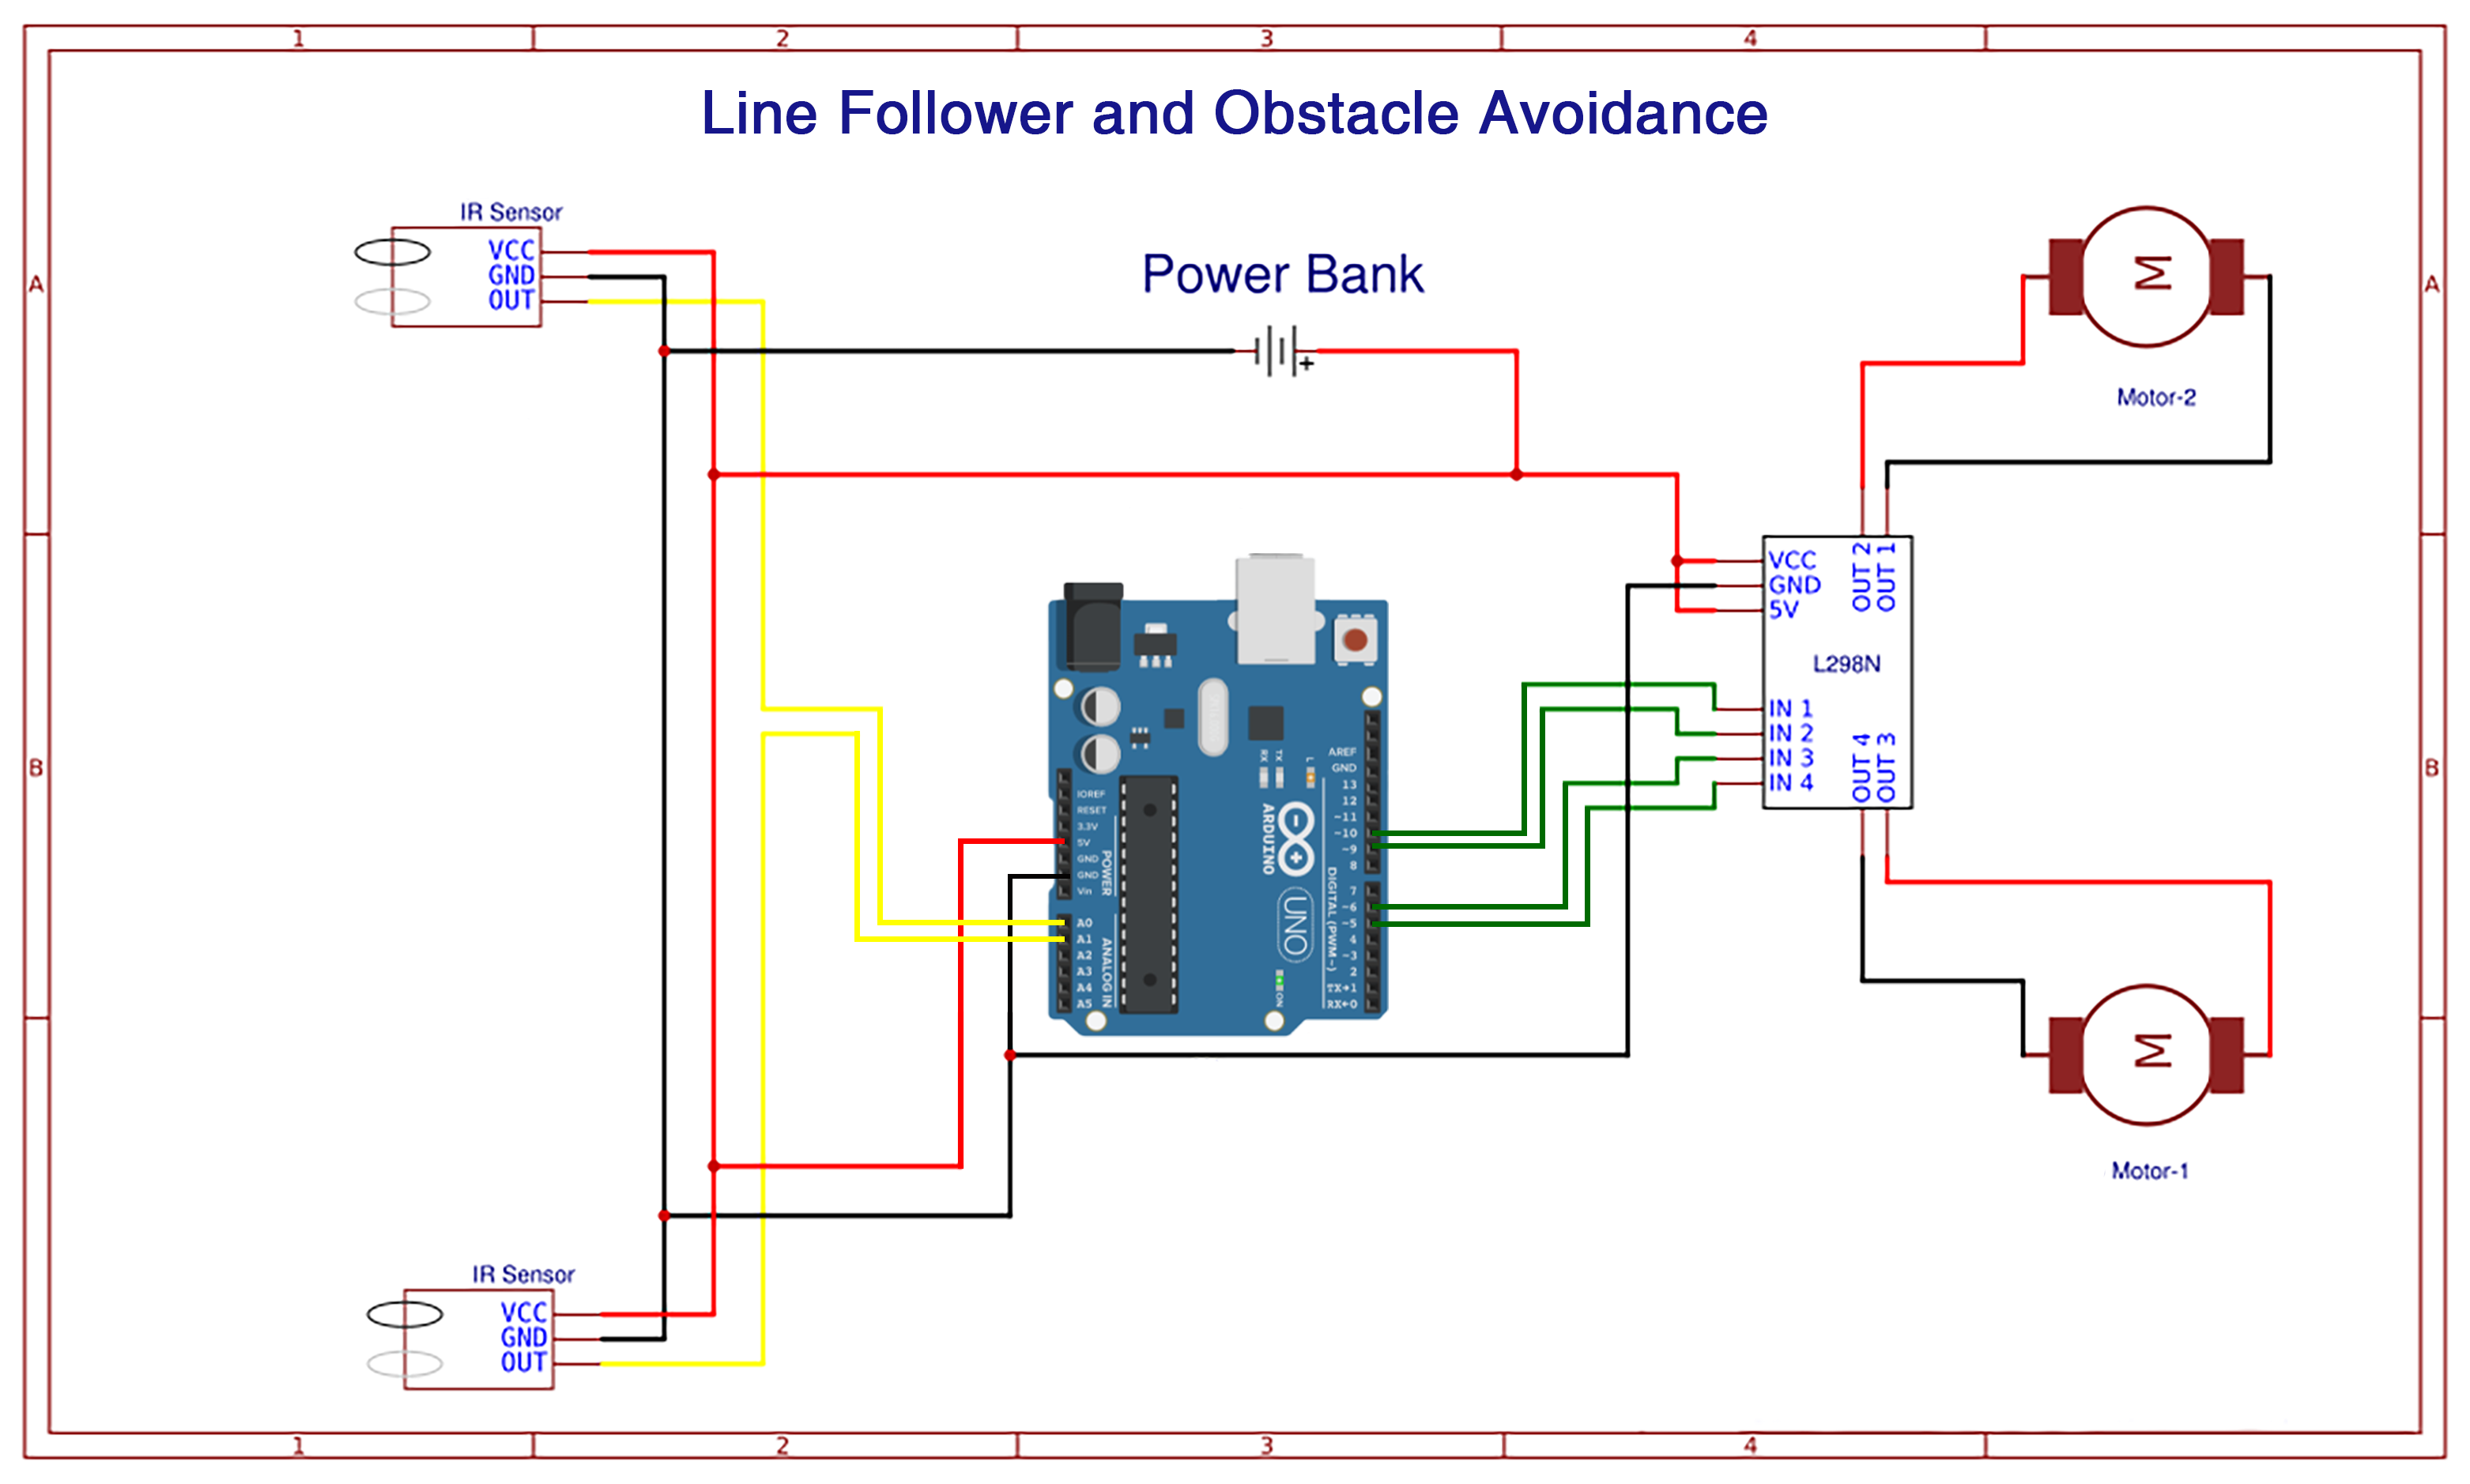 1 2 3 4
Line Follower and Obstacle Avoidance
IR Sensor
VCC
GND
OUT
Power Bank
+
M
Motor-2
A
A
VCC
GND
5V
OUT 2
OUT 1
L298N
IN 1
IN 2
IN 3
IN 4
OUT 4
OUT 3
B
B
IOREF
RESET
3.3V
5V
GND
GND
Vin
POWER
A0
A1
A2
A3
A4
A5
ANALOG IN
RX
TX
L
ARDUINO
UNO
ON
AREF
GND
13
12
~11
~10
~9
8
7
~6
~5
4
~3
2
TX→1
RX←0
DIGITAL (PWM~)
M
Motor-1
IR Sensor
VCC
GND
OUT
1 2 3 4